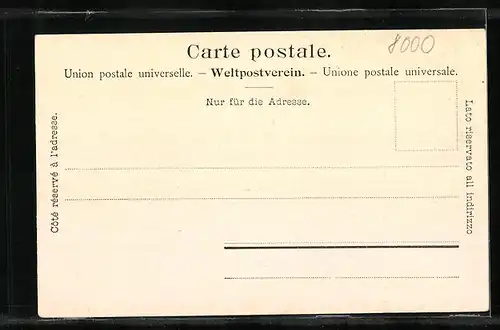 8000
Carte postale.
Union postale universelle. – Weltpostverein. – Unione postale universale.
Nur für die Adresse.
Côté réservé à l'adresse.
Lato riservato all indirizzo